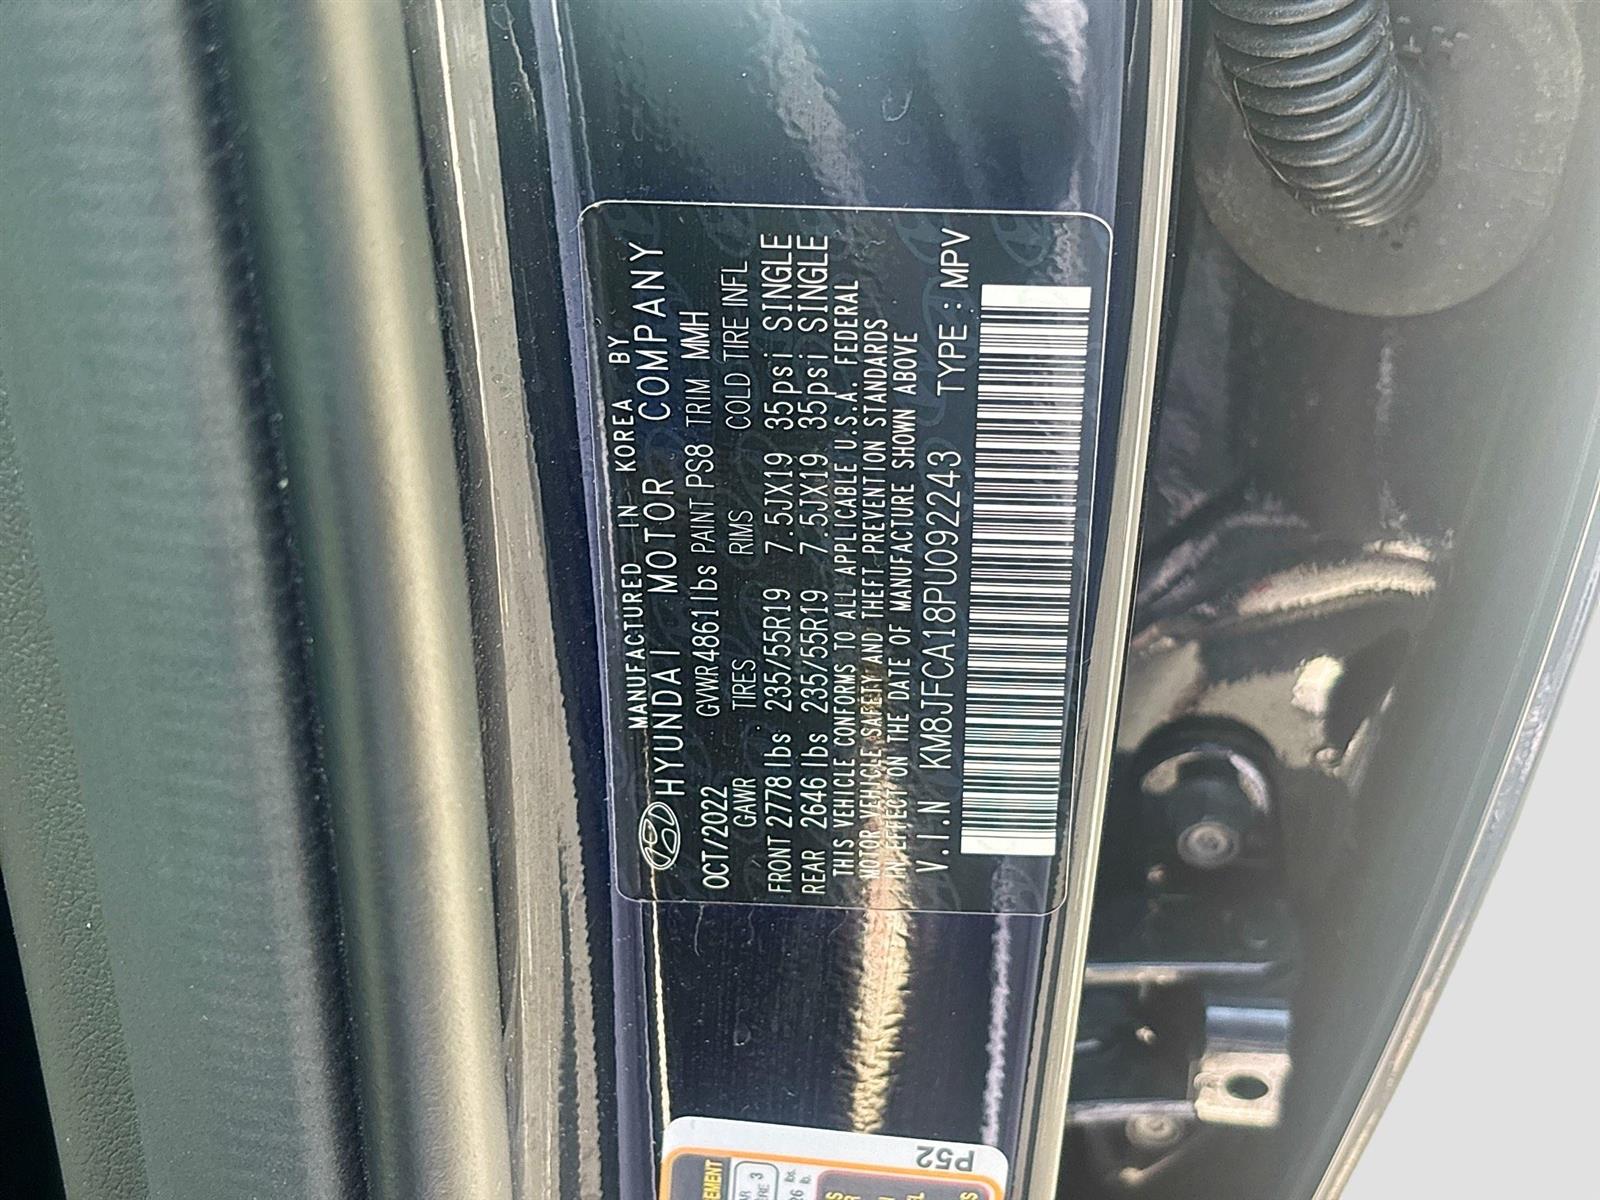 MANUFACTURED IN KOREA BY
HYUNDAI MOTOR COMPANY
OCT/2022 GVWR 4861 lbs PAINT PS8 TRIM MMH
GAWR TIRES RIMS COLD TIRE INFL
FRONT 2778 lbs 235/55R19 7.5JX19 35psi SINGLE
REAR 2646 lbs 235/55R19 7.5JX19 35psi SINGLE
THIS VEHICLE CONFORMS TO ALL APPLICABLE U.S.A. FEDERAL
MOTOR VEHICLE SAFETY AND THEFT PREVENTION STANDARDS
IN EFFECT ON THE DATE OF MANUFACTURE SHOWN ABOVE
V.I.N KM8JFCA18PU092243 TYPE : MPV
P52